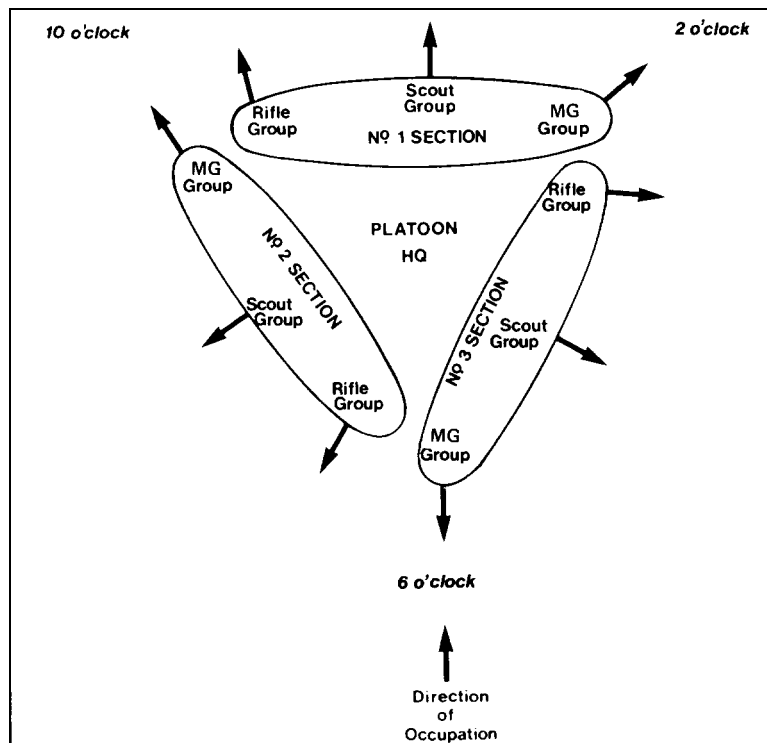 10 o'clock
2 o'clock
Scout
Group
Rifle
Group
MG
Group
Nº 1 SECTION
MG
Group
Rifle
Group
PLATOON
HQ
Nº 2 SECTION
Scout
Group
Nº 3 SECTION
Scout
Group
Rifle
Group
MG
Group
6 o'clock
Direction
of
Occupation